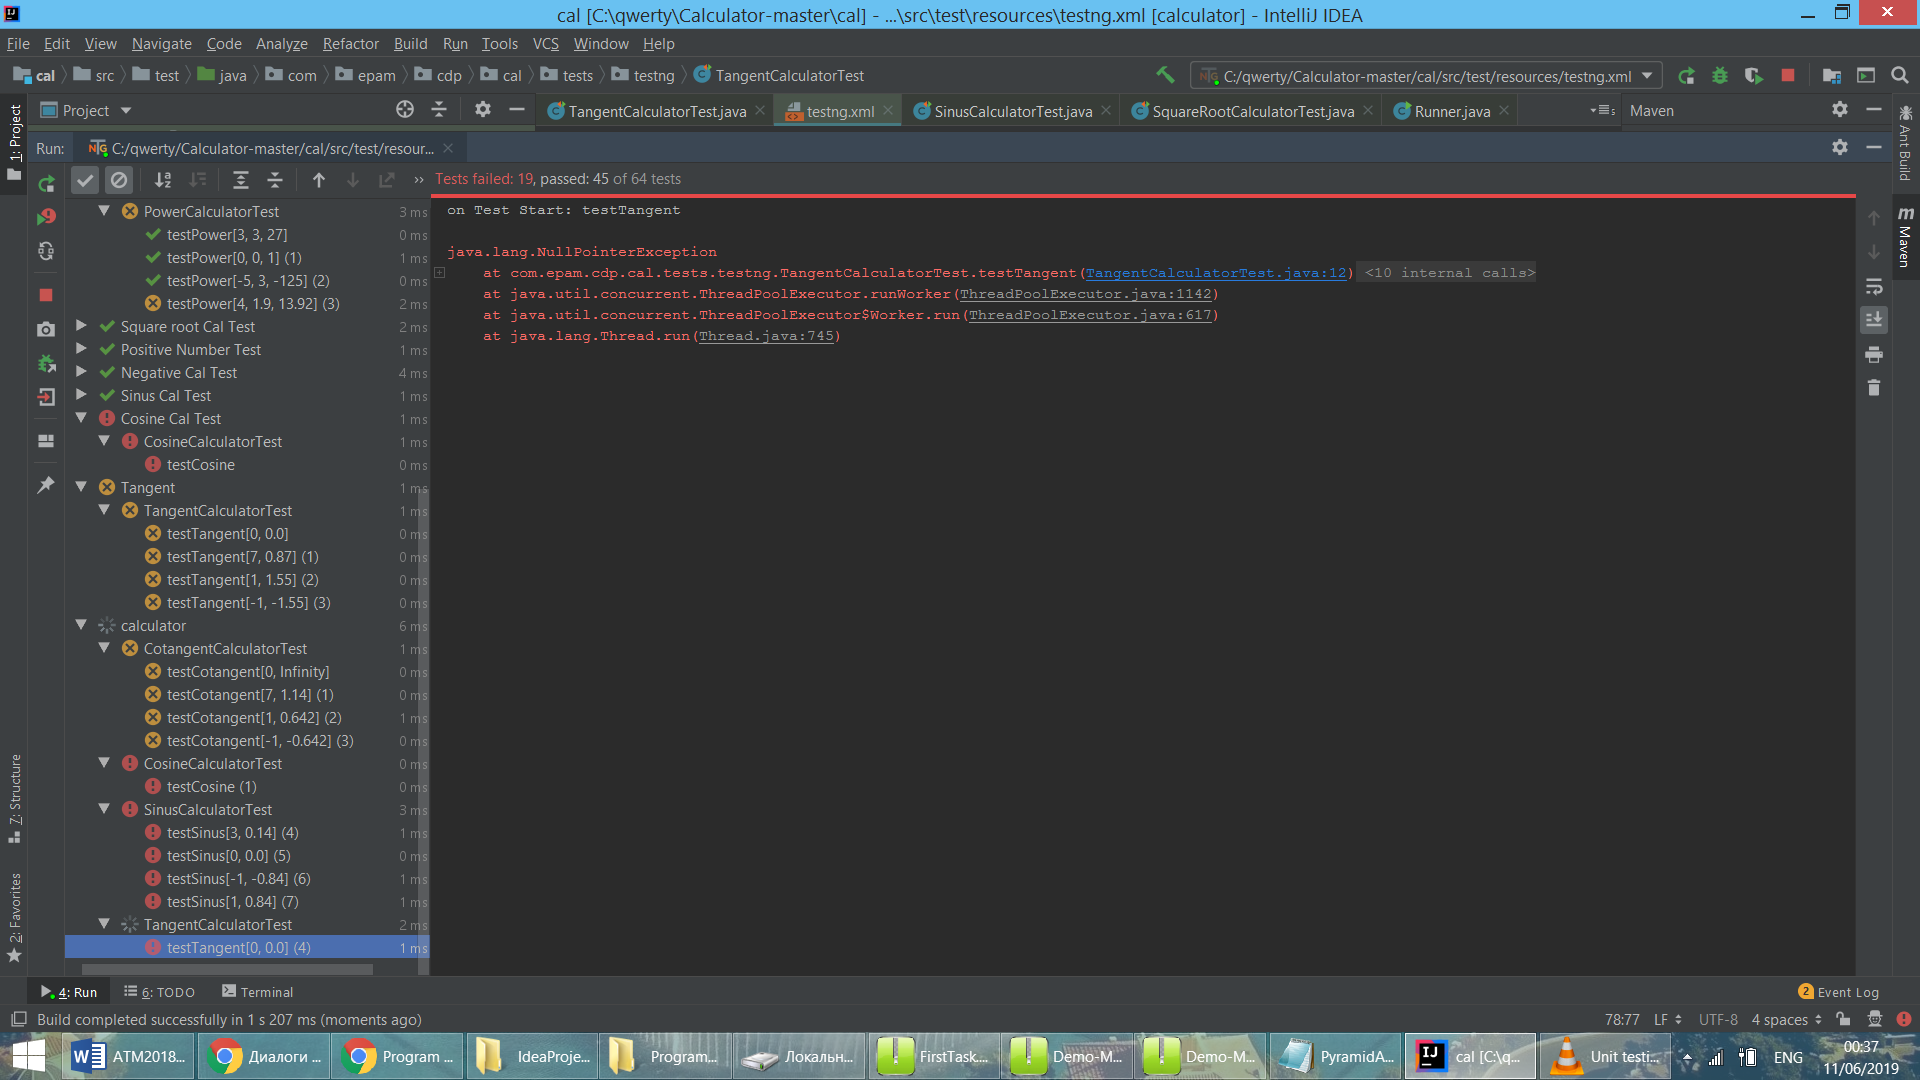 cal [C:\qwerty\Calculator-master\cal] - ...\src\test\resources\testng.xml [calculator] - IntelliJ IDEA
File Edit View Navigate Code Analyze Refactor Build Run Tools VCS Window Help
cal src test java com epam cdp cal tests testng TangentCalculatorTest
C:/qwerty/Calculator-master/cal/src/test/resources/testng.xml
Project
TangentCalculatorTest.java testng.xml SinusCalculatorTest.java SquareRootCalculatorTest.java Runner.java
Maven
1: Project
Ant Build
Maven
Run: C:/qwerty/Calculator-master/cal/src/test/resour...
Tests failed: 19, passed: 45 of 64 tests
PowerCalculatorTest 3 ms
testPower[3, 3, 27] 0 ms
testPower[0, 0, 1] (1) 1 ms
testPower[-5, 3, -125] (2) 0 ms
testPower[4, 1.9, 13.92] (3) 2 ms
Square root Cal Test 2 ms
Positive Number Test 1 ms
Negative Cal Test 4 ms
Sinus Cal Test 1 ms
Cosine Cal Test 1 ms
CosineCalculatorTest 1 ms
testCosine 0 ms
Tangent 1 ms
TangentCalculatorTest 1 ms
testTangent[0, 0.0] 0 ms
testTangent[7, 0.87] (1) 0 ms
testTangent[1, 1.55] (2) 0 ms
testTangent[-1, -1.55] (3) 0 ms
calculator 6 ms
CotangentCalculatorTest 1 ms
testCotangent[0, Infinity] 0 ms
testCotangent[7, 1.14] (1) 0 ms
testCotangent[1, 0.642] (2) 1 ms
testCotangent[-1, -0.642] (3) 0 ms
CosineCalculatorTest 0 ms
testCosine (1) 0 ms
SinusCalculatorTest 3 ms
testSinus[3, 0.14] (4) 1 ms
testSinus[0, 0.0] (5) 0 ms
testSinus[-1, -0.84] (6) 1 ms
testSinus[1, 0.84] (7) 1 ms
TangentCalculatorTest 2 ms
testTangent[0, 0.0] (4) 1 ms
on Test Start: testTangent
java.lang.NullPointerException
at com.epam.cdp.cal.tests.testng.TangentCalculatorTest.testTangent(TangentCalculatorTest.java:12) <10 internal calls>
at java.util.concurrent.ThreadPoolExecutor.runWorker(ThreadPoolExecutor.java:1142)
at java.util.concurrent.ThreadPoolExecutor$Worker.run(ThreadPoolExecutor.java:617)
at java.lang.Thread.run(Thread.java:745)
7: Structure
2: Favorites
4: Run 6: TODO Terminal
2 Event Log
Build completed successfully in 1 s 207 ms (moments ago)
78:77 LF UTF-8 4 spaces
ATM2018... Диалоги ... Program ... IdeaProje... Program... Локальн... FirstTask.... Demo-M... Demo-M... PyramidA... cal [C:\q... Unit testi... ENG
00:37
11/06/2019